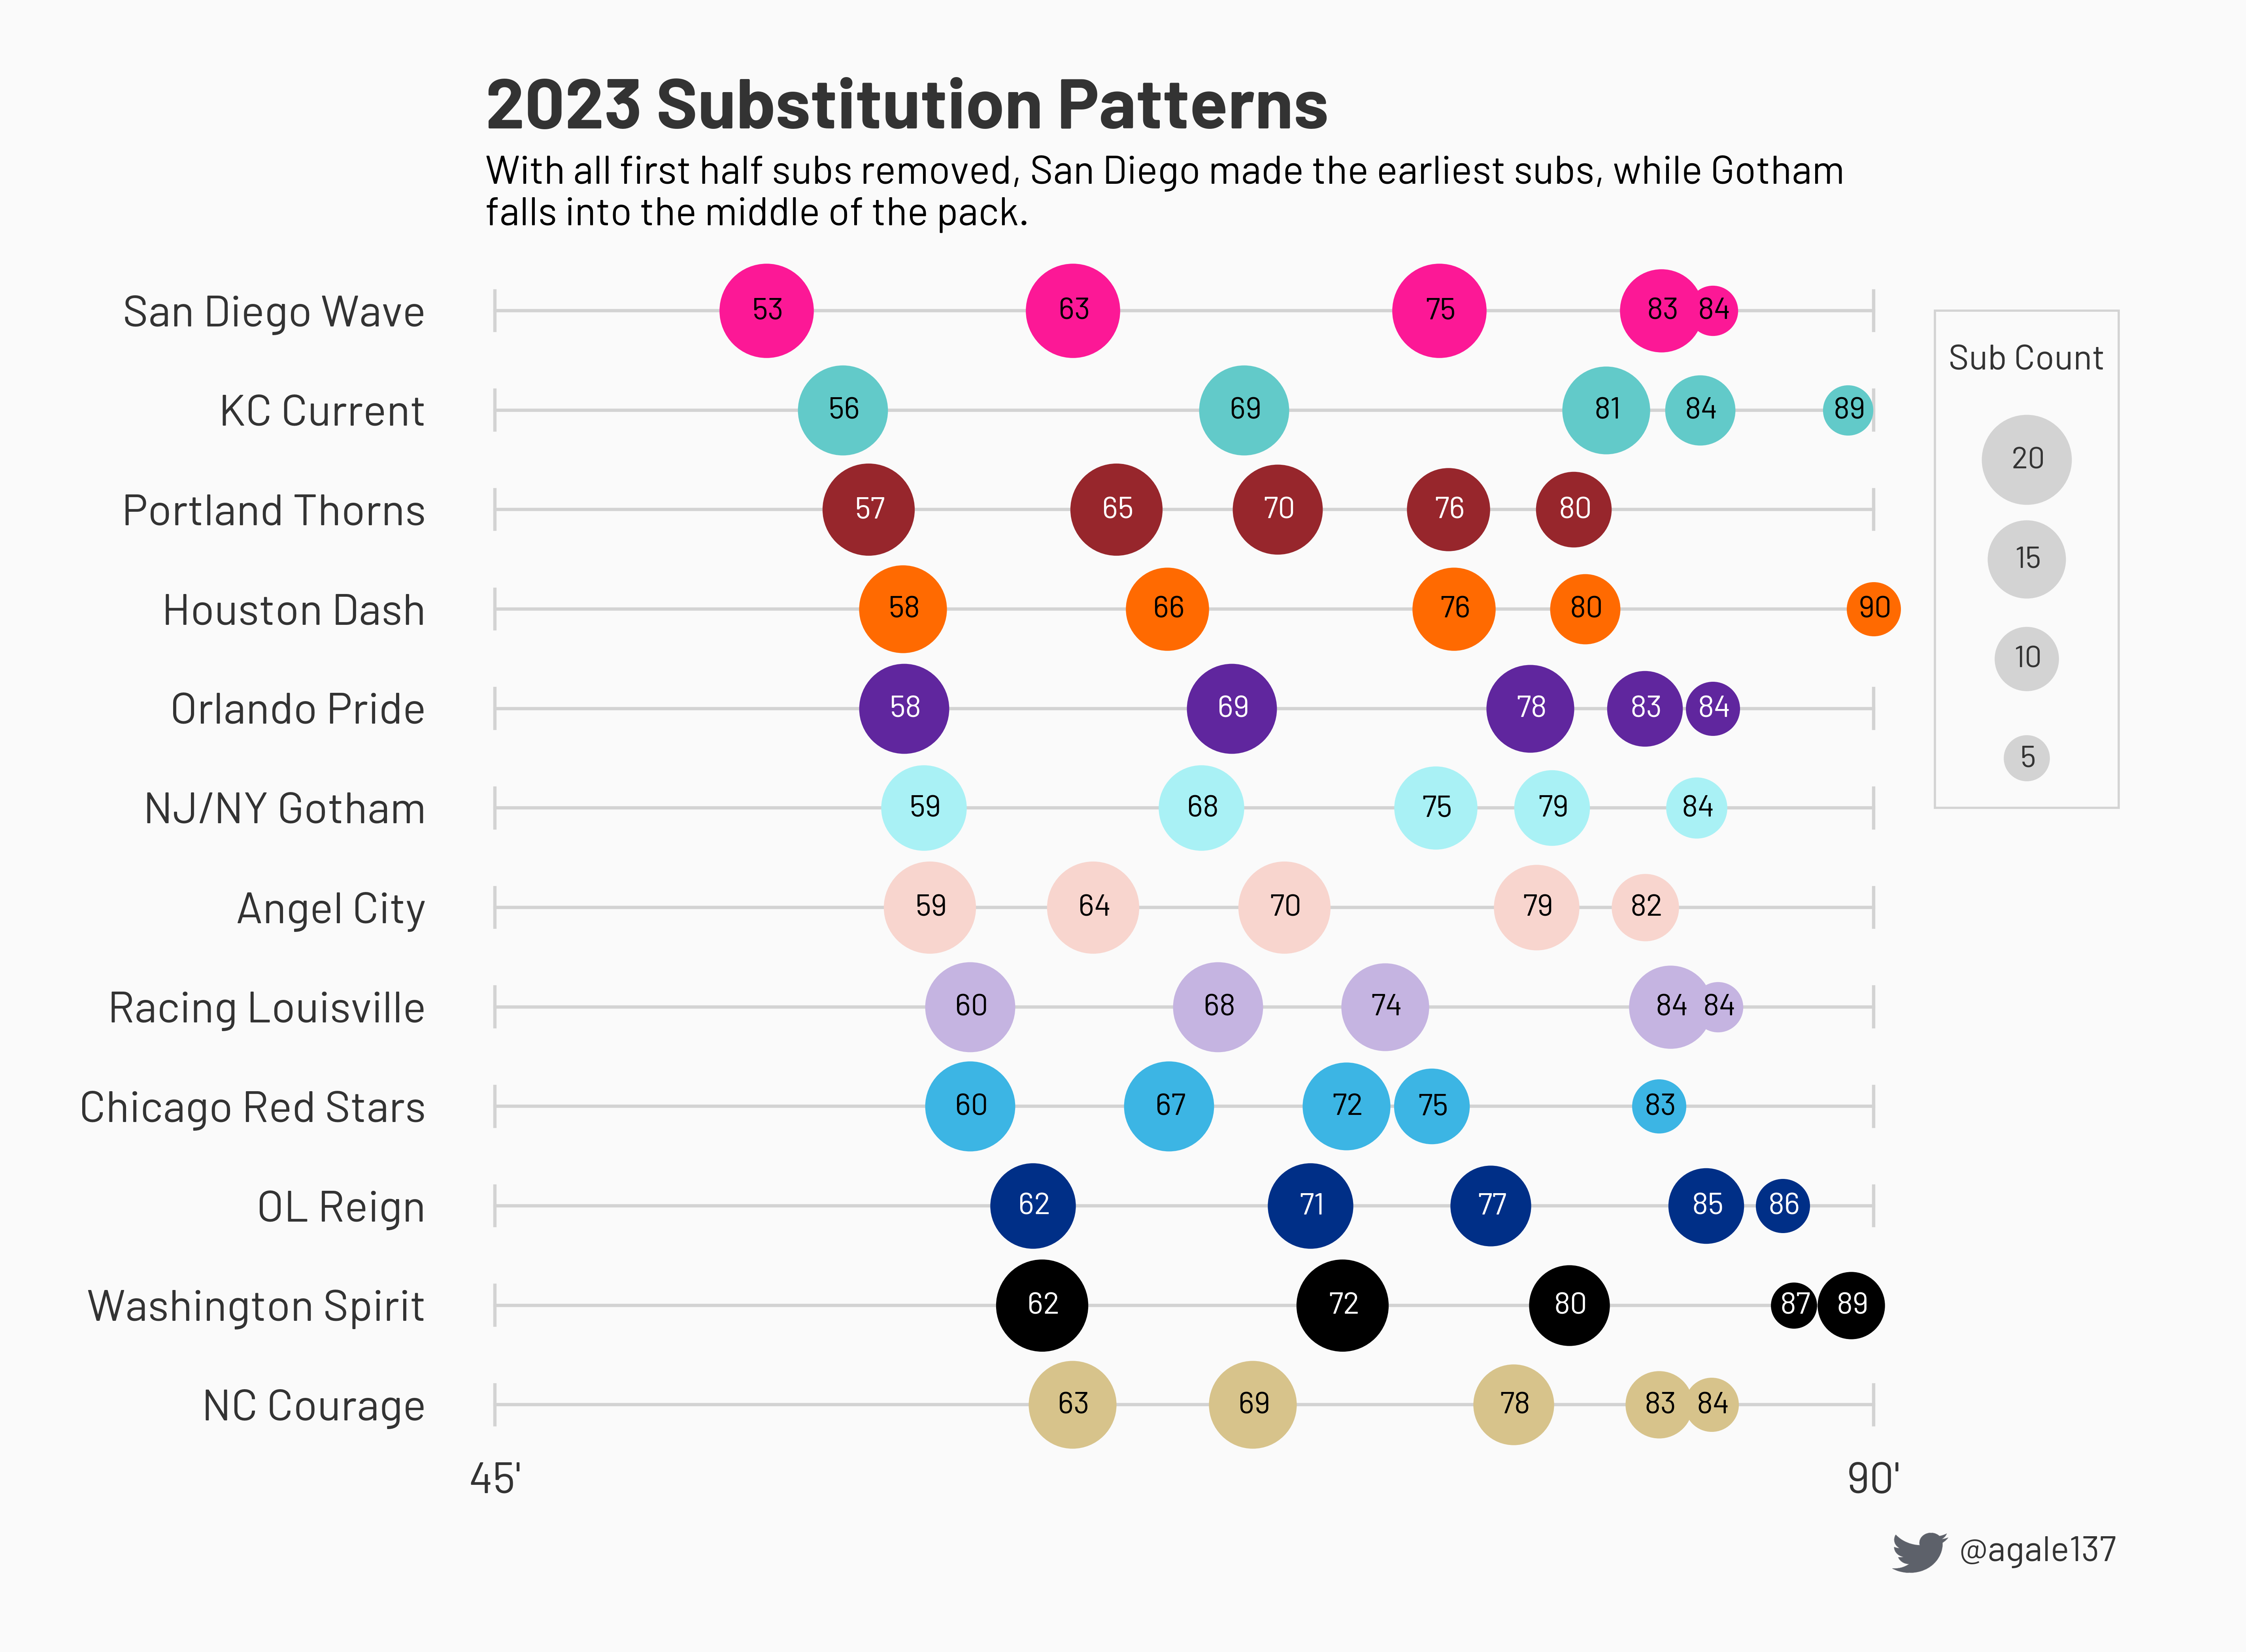 2023 Substitution Patterns
With all first half subs removed, San Diego made the earliest subs, while Gotham
falls into the middle of the pack.
San Diego Wave 53 63 75 83 84
KC Current 56 69 81 84 89
Portland Thorns 57 65 70 76 80
Houston Dash 58 66 76 80 90
Orlando Pride 58 69 78 83 84
NJ/NY Gotham 59 68 75 79 84
Angel City 59 64 70 79 82
Racing Louisville 60 68 74 84 84
Chicago Red Stars 60 67 72 75 83
OL Reign 62 71 77 85 86
Washington Spirit 62 72 80 87 89
NC Courage 63 69 78 83 84
45' 90'
Sub Count
20
15
10
5
@agale137